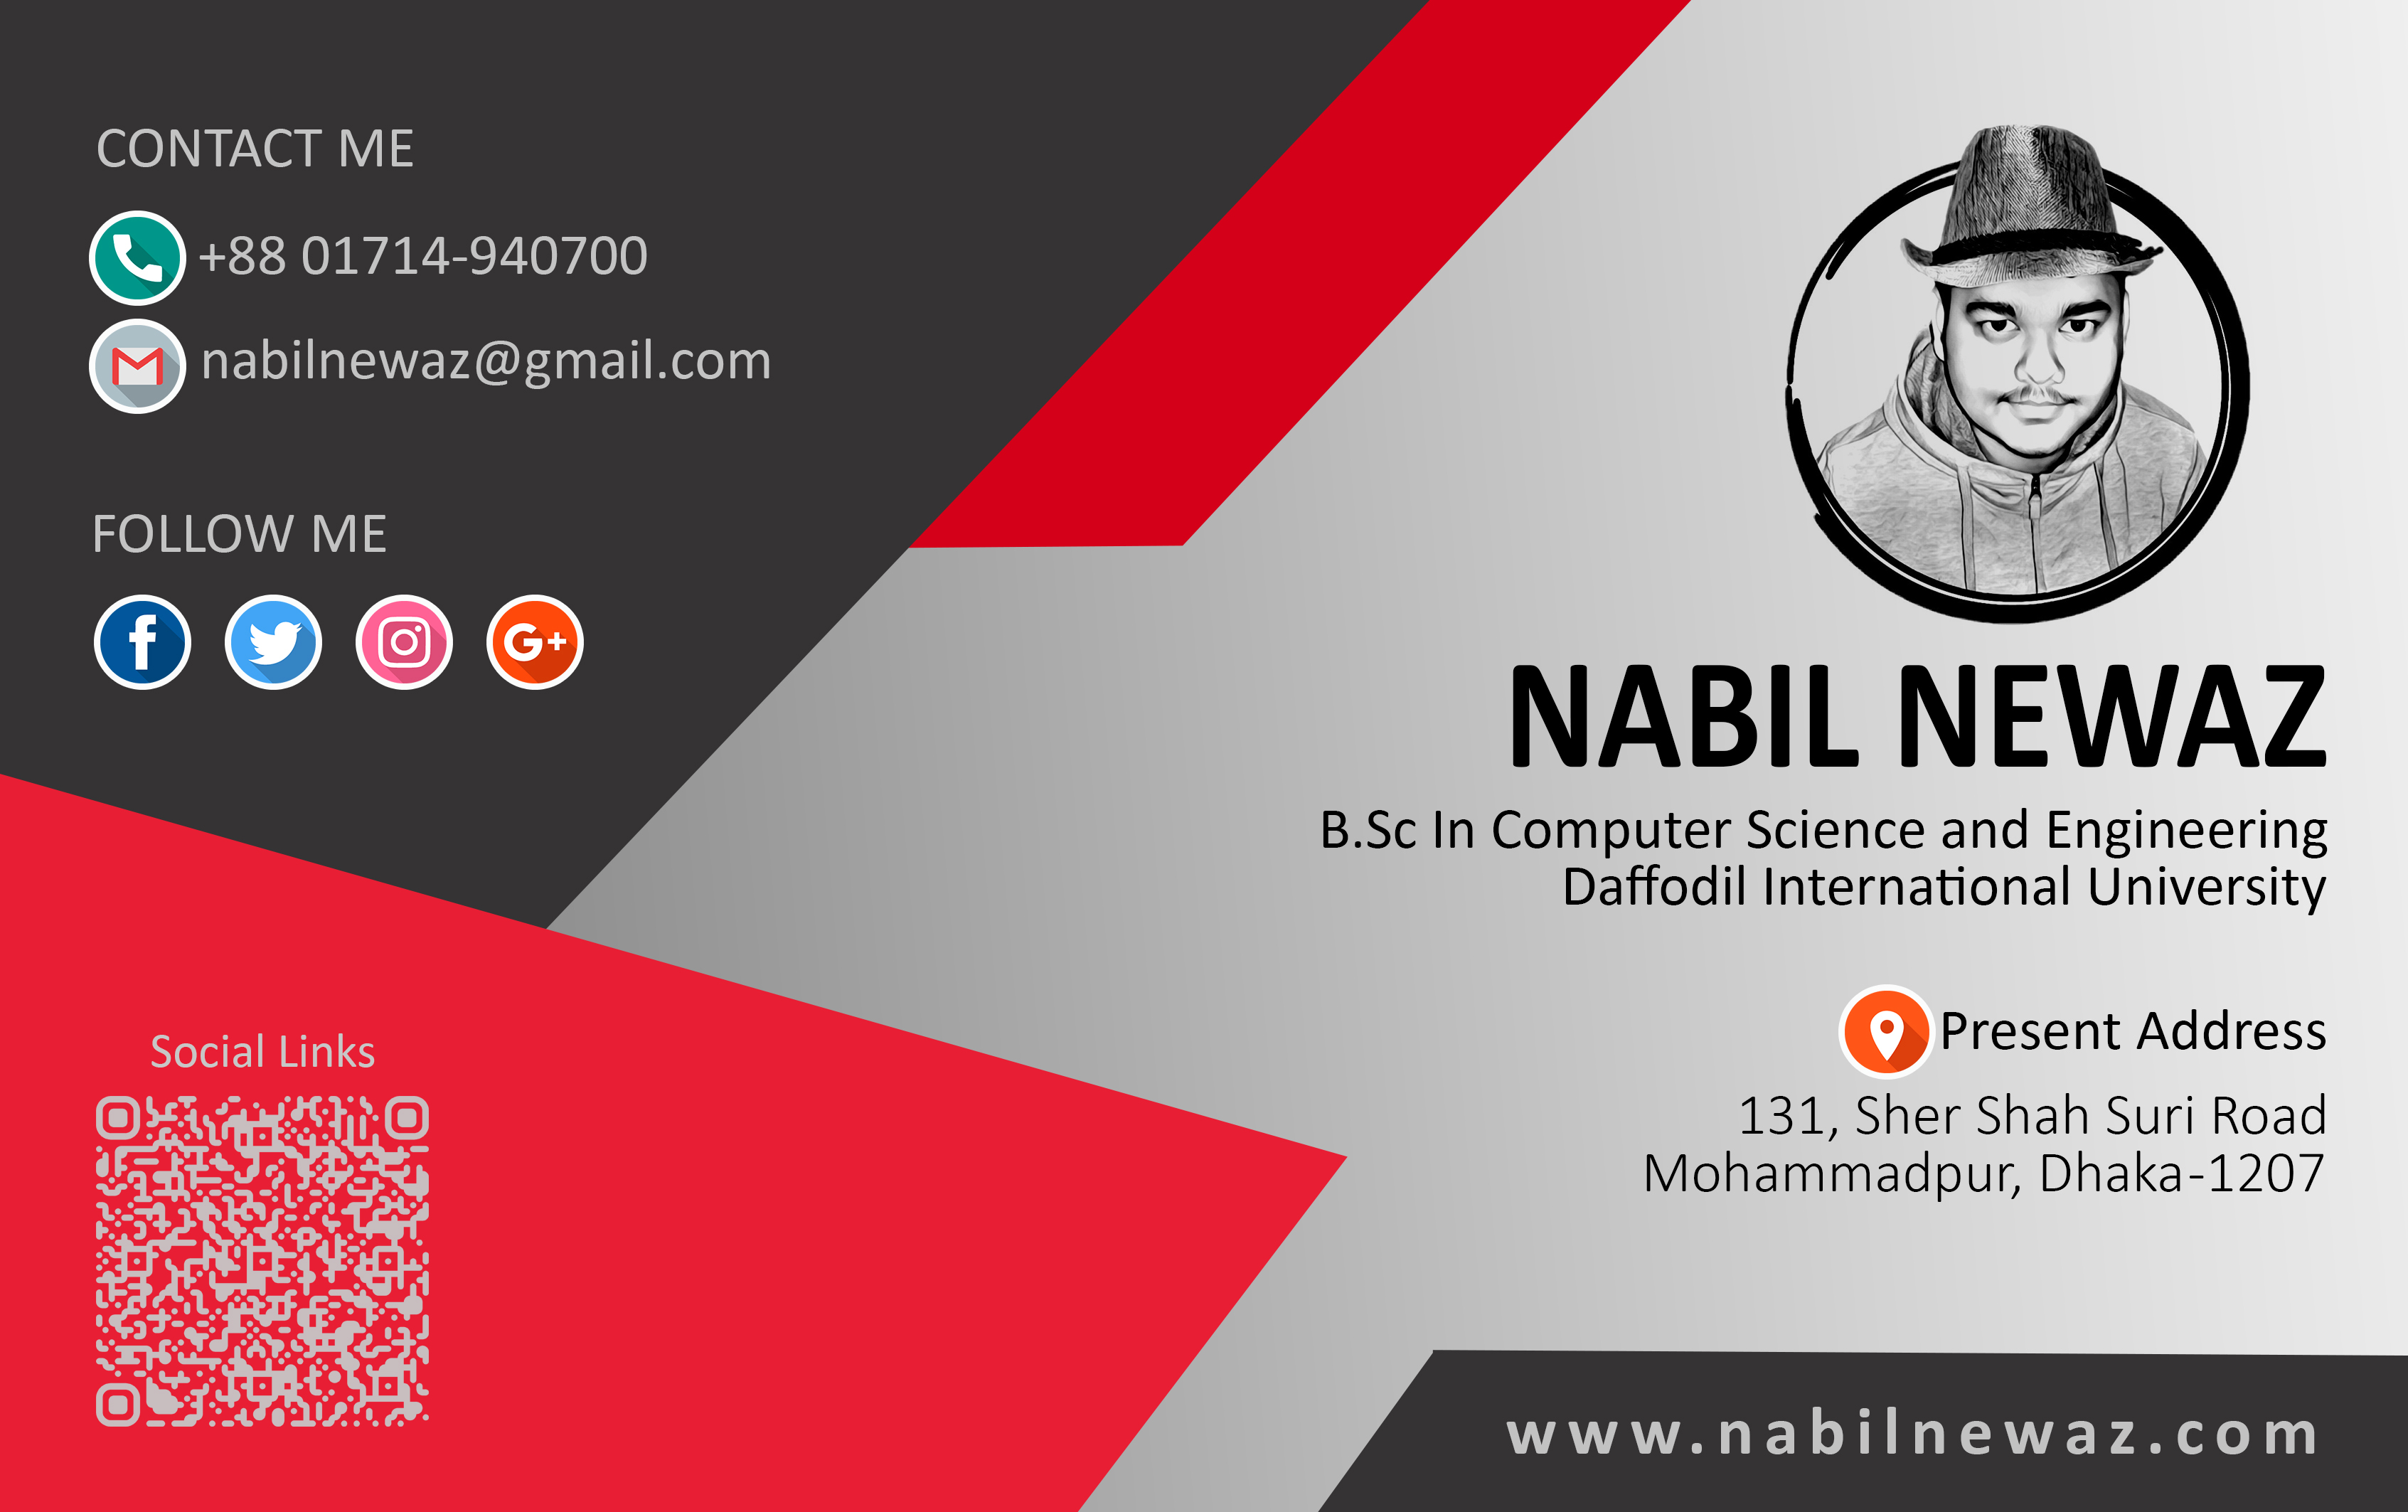 CONTACT ME
+88 01714-940700
nabilnewaz@gmail.com
FOLLOW ME
f
G+
Social Links
NABIL NEWAZ
B.Sc In Computer Science and Engineering
Daffodil International University
Present Address
131, Sher Shah Suri Road
Mohammadpur, Dhaka-1207
www.nabilnewaz.com